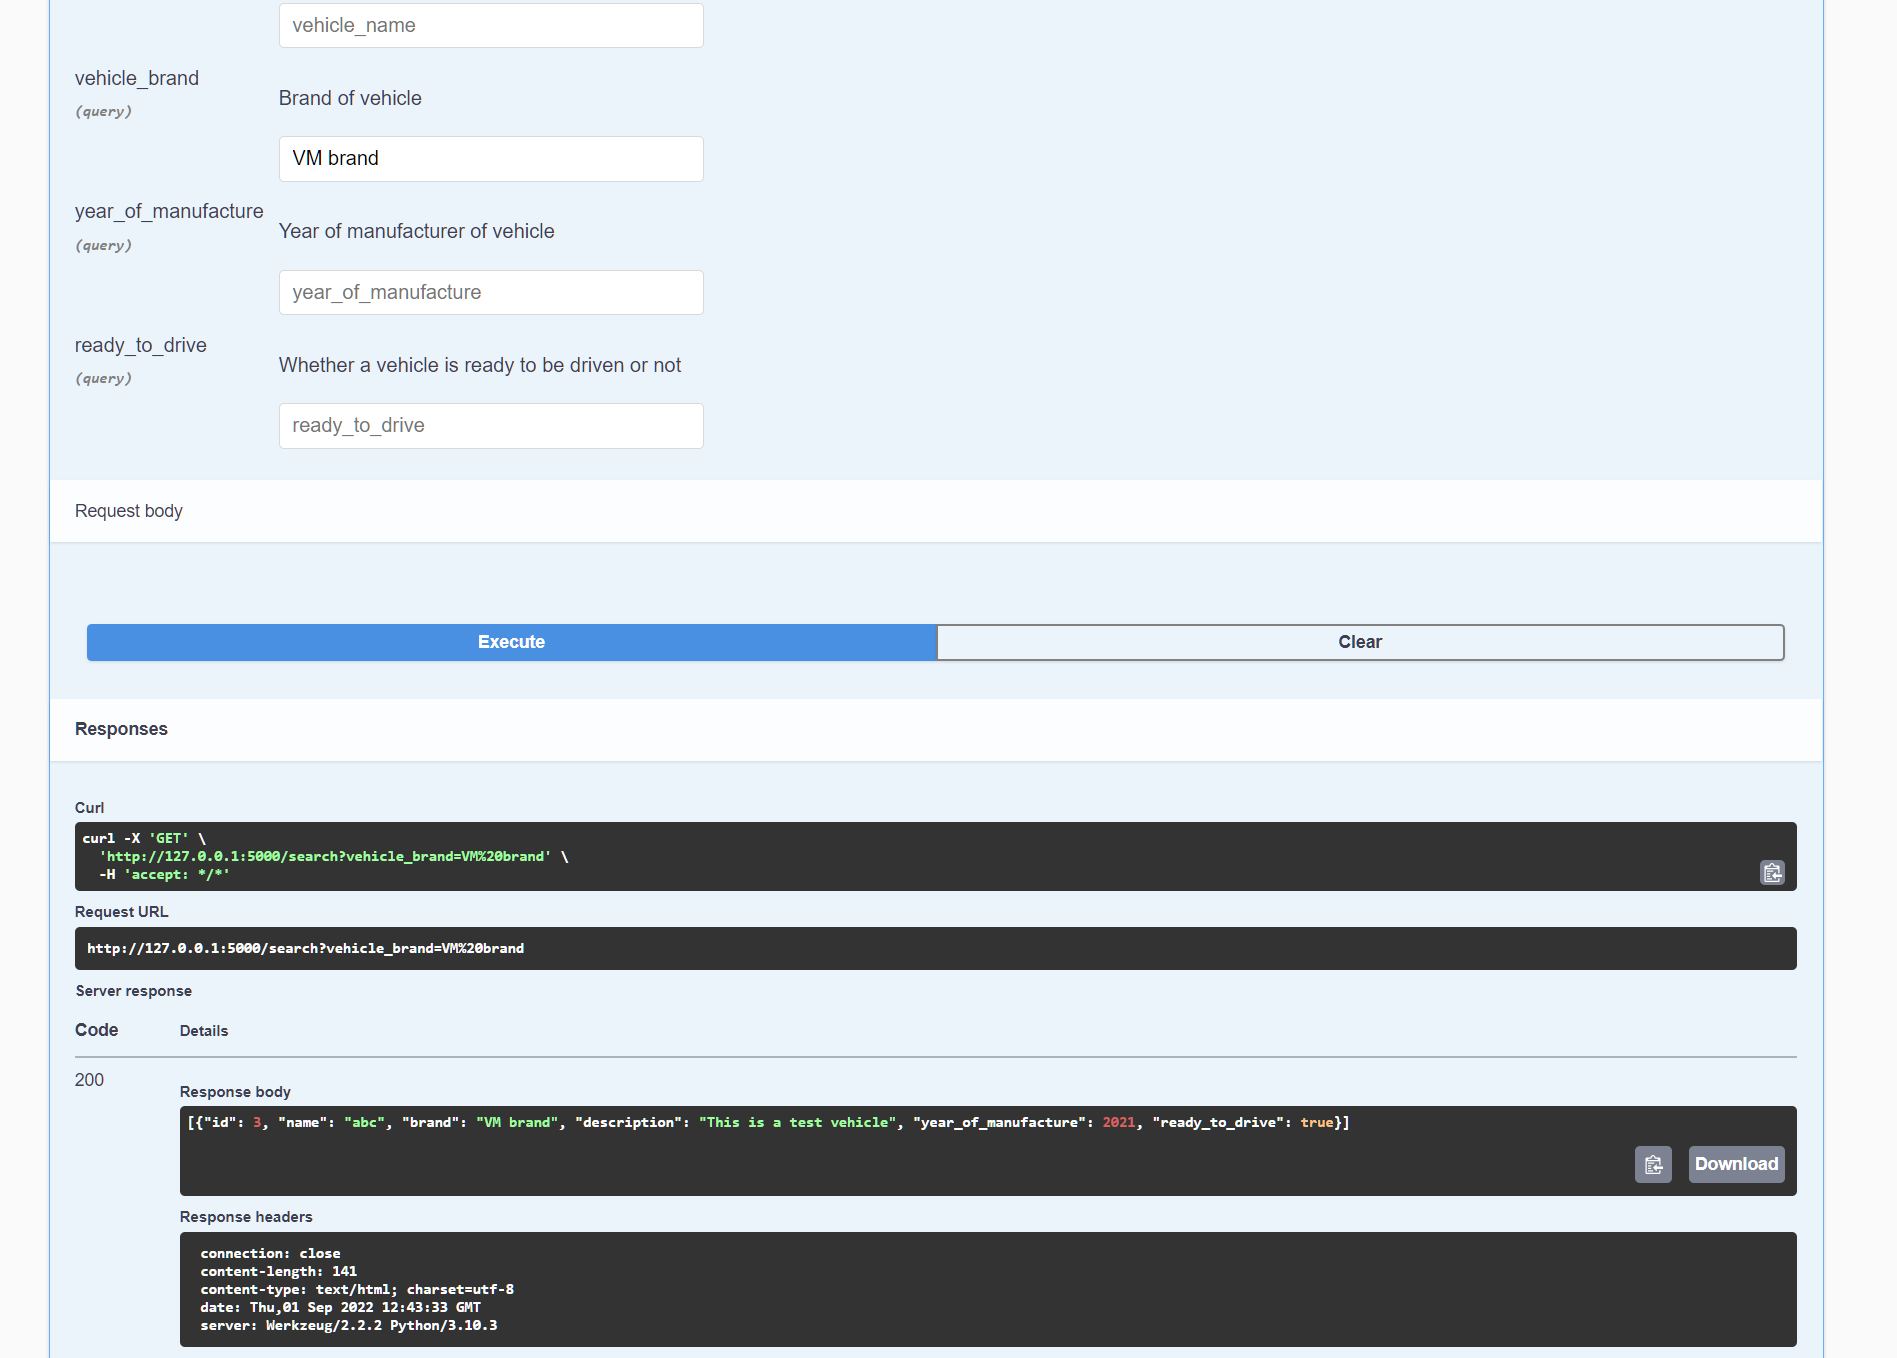 vehicle_name
vehicle_brand
(query)
Brand of vehicle
VM brand
year_of_manufacture
(query)
Year of manufacturer of vehicle
year_of_manufacture
ready_to_drive
(query)
Whether a vehicle is ready to be driven or not
ready_to_drive
Request body
Execute Clear
Responses
Curl
curl -X 'GET' \
'http://127.0.0.1:5000/search?vehicle_brand=VM%20brand' \
-H 'accept: */*'
Request URL
http://127.0.0.1:5000/search?vehicle_brand=VM%20brand
Server response
Code Details
200
Response body
[{"id": 3, "name": "abc", "brand": "VM brand", "description": "This is a test vehicle", "year_of_manufacture": 2021, "ready_to_drive": true}]
Download
Response headers
connection: close
content-length: 141
content-type: text/html; charset=utf-8
date: Thu,01 Sep 2022 12:43:33 GMT
server: Werkzeug/2.2.2 Python/3.10.3